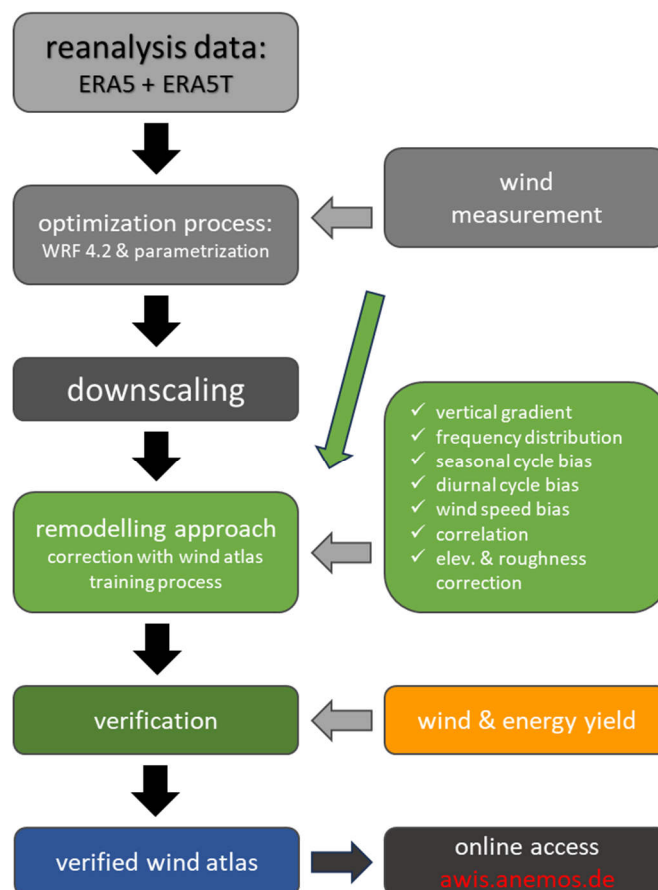 reanalysis data:
ERA5 + ERA5T
wind
measurement
optimization process:
WRF 4.2 & parametrization
downscaling
✓ vertical gradient
✓ frequency distribution
✓ seasonal cycle bias
✓ diurnal cycle bias
✓ wind speed bias
✓ correlation
✓ elev. & roughness
correction
remodelling approach
correction with wind atlas
training process
verification
wind & energy yield
verified wind atlas
online access
awis.anemos.de